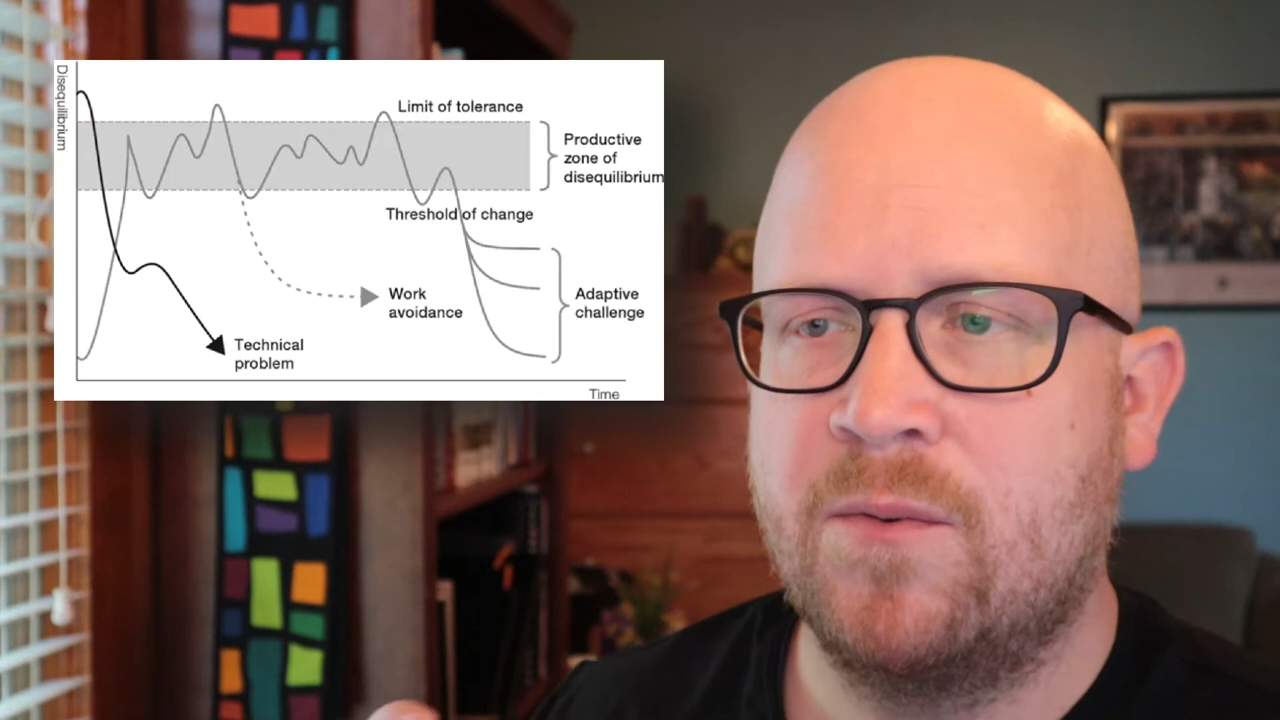 Disequilibrium
Limit of tolerance
Productive
zone of
disequilibrium
Threshold of change
Work
avoidance
Adaptive
challenge
Technical
problem
Time